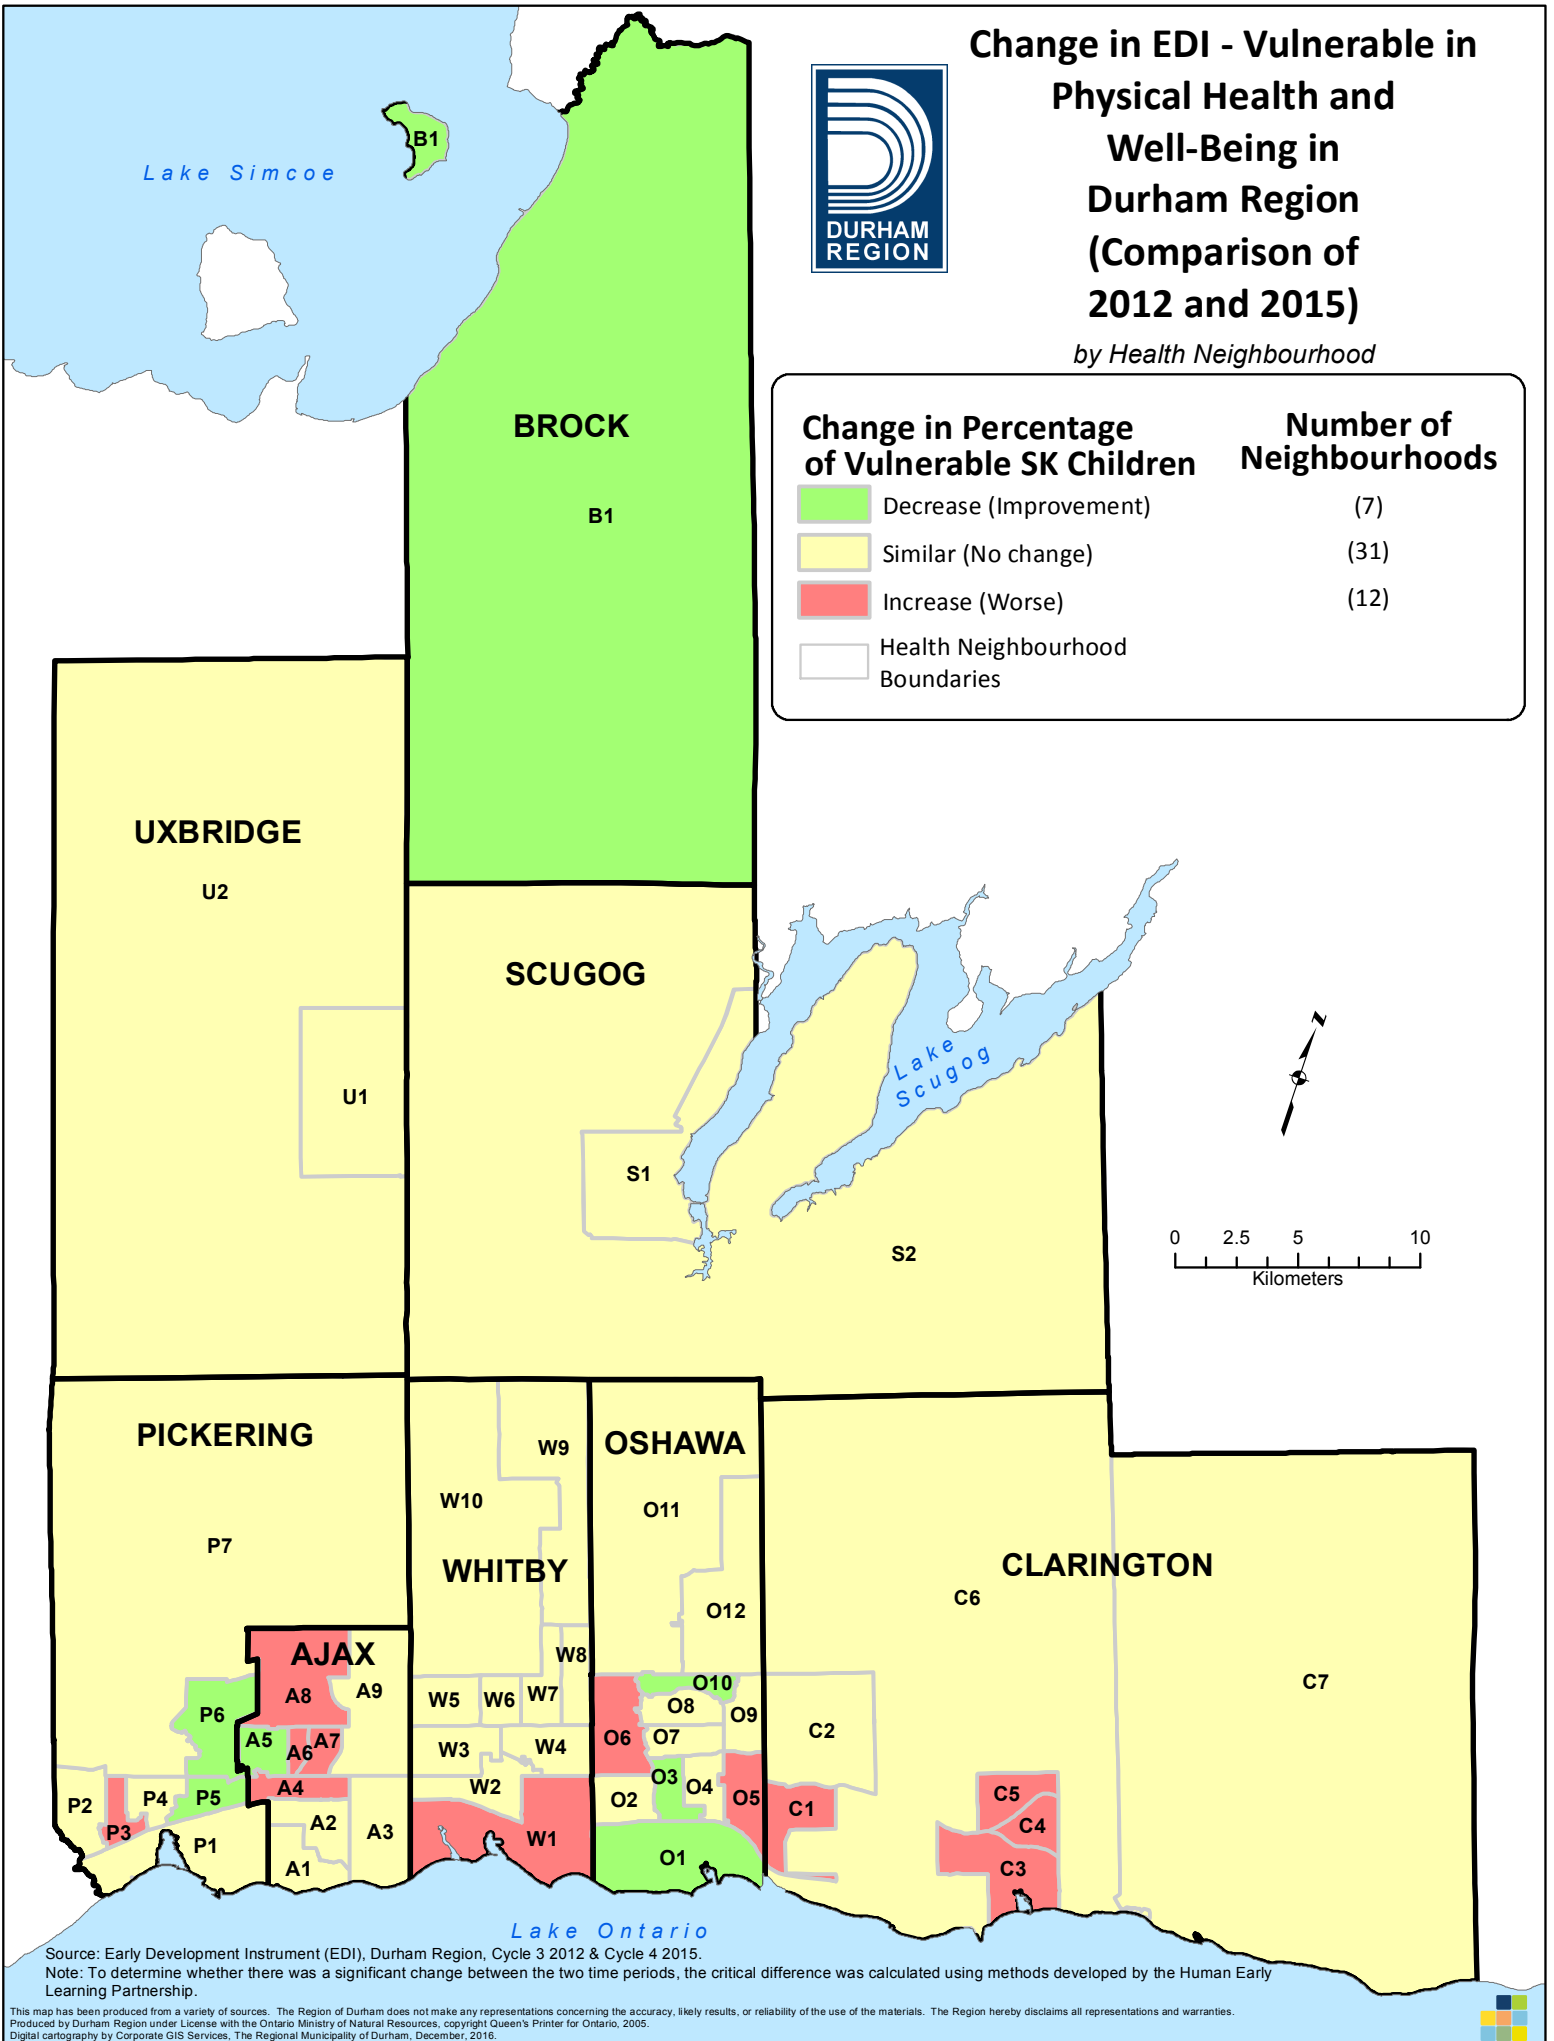 Change in EDI - Vulnerable in
Physical Health and
Well-Being in
Durham Region
(Comparison of
2012 and 2015)
by Health Neighbourhood
DURHAM
REGION
Change in Percentage
of Vulnerable SK Children
Number of
Neighbourhoods
Decrease (Improvement)
(7)
Similar (No change)
(31)
Increase (Worse)
(12)
Health Neighbourhood
Boundaries
Lake Simcoe
B1
BROCK
B1
UXBRIDGE
U2
U1
SCUGOG
S1
S2
Lake
Scugog
N
0 2.5 5 10
Kilometers
PICKERING
P7
P6
P5
P4
P3
P2
P1
AJAX
A8
A9
A5
A6
A7
A4
A2
A3
A1
WHITBY
W9
W10
W8
W5
W6
W7
W3
W4
W2
W1
OSHAWA
O11
O12
O10
O8
O9
O6
O7
O3
O4
O5
O2
O1
CLARINGTON
C6
C7
C2
C1
C5
C4
C3
Lake Ontario
Source: Early Development Instrument (EDI), Durham Region, Cycle 3 2012 & Cycle 4 2015.
Note: To determine whether there was a significant change between the two time periods, the critical difference was calculated using methods developed by the Human Early
Learning Partnership.
This map has been produced from a variety of sources. The Region of Durham does not make any representations concerning the accuracy, likely results, or reliability of the use of the materials. The Region hereby disclaims all representations and warranties.
Produced by Durham Region under License with the Ontario Ministry of Natural Resources, copyright Queen's Printer for Ontario, 2005.
Digital cartography by Corporate GIS Services, The Regional Municipality of Durham, December, 2016.